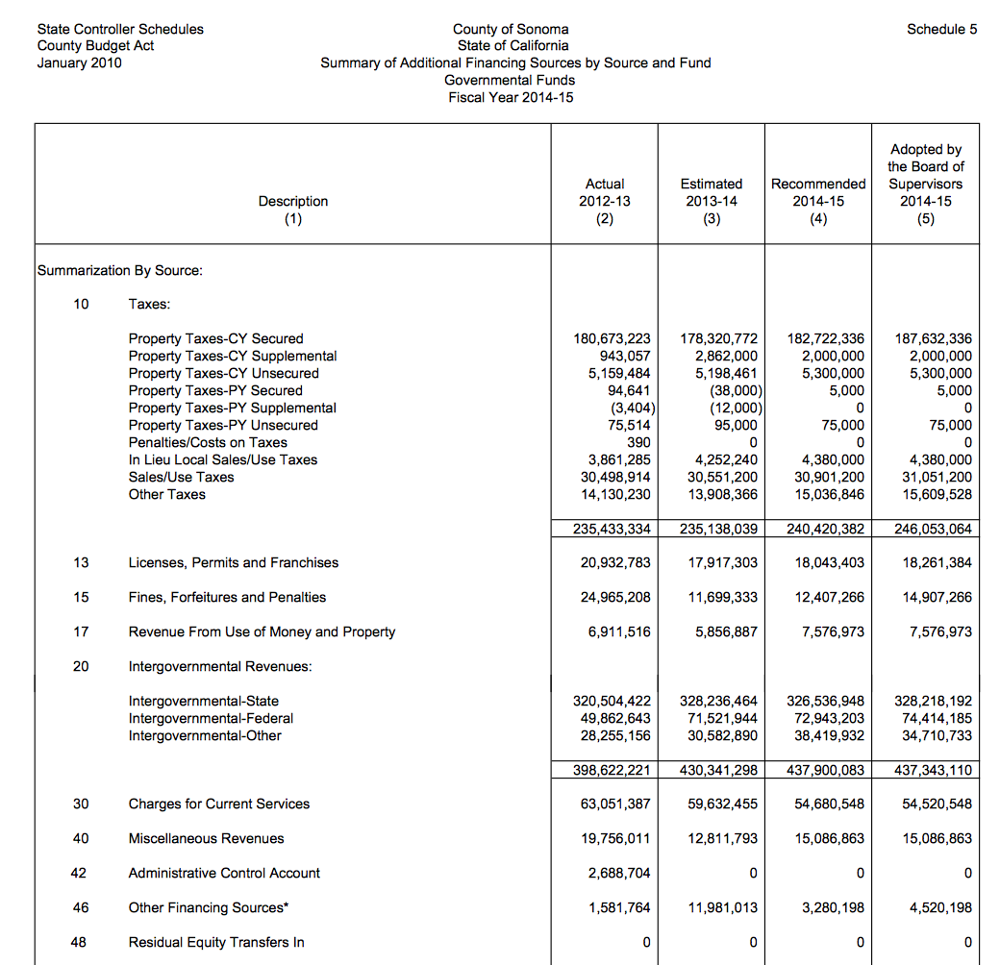 State Controller Schedules County of Sonoma Schedule 5
County Budget Act State of California
January 2010 Summary of Additional Financing Sources by Source and Fund
Governmental Funds
Fiscal Year 2014-15
Adopted by
the Board of
Actual Estimated Recommended Supervisors
Description 2012-13 2013-14 2014-15 2014-15
(1) (2) (3) (4) (5)
Summarization By Source:
10 Taxes:
Property Taxes-CY Secured 180,673,223 178,320,772 182,722,336 187,632,336
Property Taxes-CY Supplemental 943,057 2,862,000 2,000,000 2,000,000
Property Taxes-CY Unsecured 5,159,484 5,198,461 5,300,000 5,300,000
Property Taxes-PY Secured 94,641 (38,000) 5,000 5,000
Property Taxes-PY Supplemental (3,404) (12,000) 0 0
Property Taxes-PY Unsecured 75,514 95,000 75,000 75,000
Penalties/Costs on Taxes 390 0 0 0
In Lieu Local Sales/Use Taxes 3,861,285 4,252,240 4,380,000 4,380,000
Sales/Use Taxes 30,498,914 30,551,200 30,901,200 31,051,200
Other Taxes 14,130,230 13,908,366 15,036,846 15,609,528
235,433,334 235,138,039 240,420,382 246,053,064
13 Licenses, Permits and Franchises 20,932,783 17,917,303 18,043,403 18,261,384
15 Fines, Forfeitures and Penalties 24,965,208 11,699,333 12,407,266 14,907,266
17 Revenue From Use of Money and Property 6,911,516 5,856,887 7,576,973 7,576,973
20 Intergovernmental Revenues:
Intergovernmental-State 320,504,422 328,236,464 326,536,948 328,218,192
Intergovernmental-Federal 49,862,643 71,521,944 72,943,203 74,414,185
Intergovernmental-Other 28,255,156 30,582,890 38,419,932 34,710,733
398,622,221 430,341,298 437,900,083 437,343,110
30 Charges for Current Services 63,051,387 59,632,455 54,680,548 54,520,548
40 Miscellaneous Revenues 19,756,011 12,811,793 15,086,863 15,086,863
42 Administrative Control Account 2,688,704 0 0 0
46 Other Financing Sources* 1,581,764 11,981,013 3,280,198 4,520,198
48 Residual Equity Transfers In 0 0 0 0